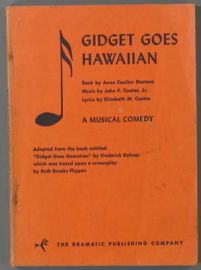 GIDGET GOES
HAWAIIAN
Book by Anne Coulter Martens
Music by John F. Coates, Jr.
Lyrics by Elizabeth M. Coates
A MUSICAL COMEDY
Adapted from the book entitled
"Gidget Goes Hawaiian" by Frederick Kohner
which was based upon a screenplay
by Ruth Brooks Flippen
THE DRAMATIC PUBLISHING COMPANY